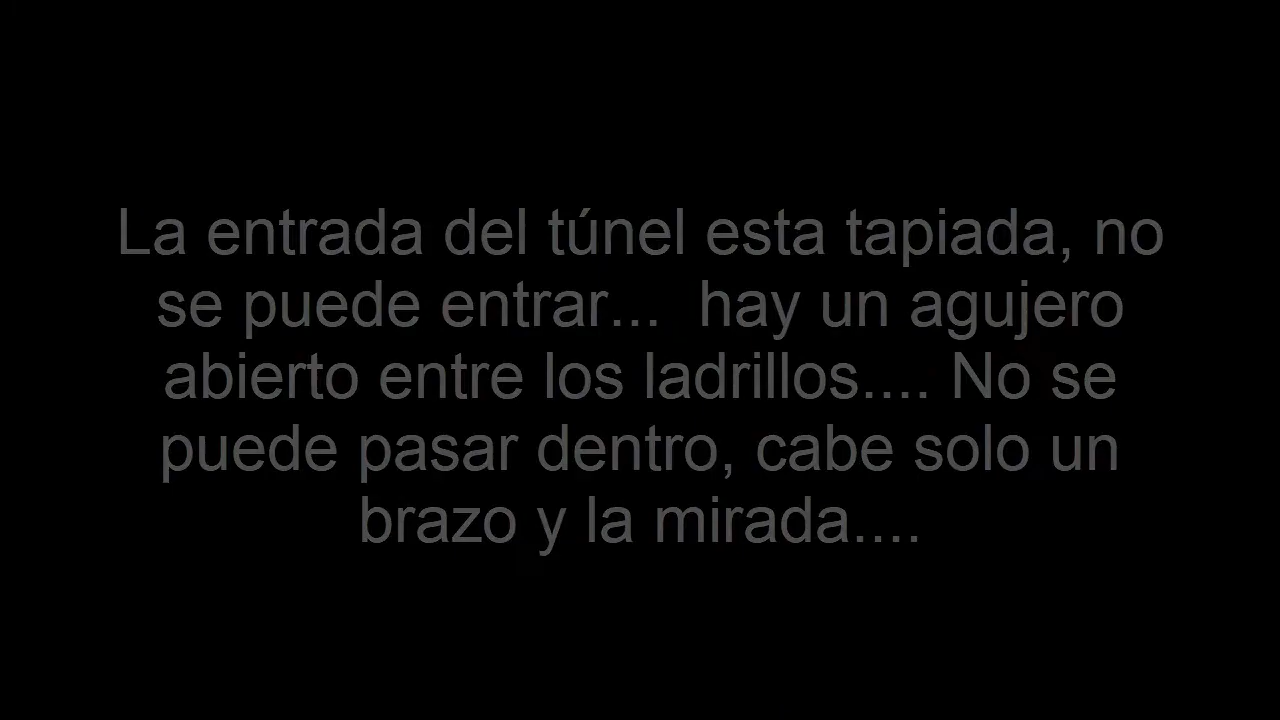 La entrada del túnel esta tapiada, no
se puede entrar...  hay un agujero
abierto entre los ladrillos.... No se
puede pasar dentro, cabe solo un
brazo y la mirada....